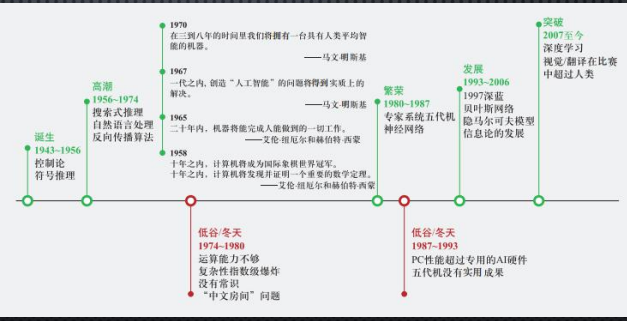 诞生
1943~1956
控制论
符号推理
高潮
1956~1974
搜索式推理
自然语言处理
反向传播算法
1970
在三到八年的时间里我们将拥有一台具有人类平均智
能的机器。
——马文·明斯基
1967
一代之内，创造“人工智能”的问题将得到实质上的
解决。
——马文·明斯基
1965
二十年内，机器将能完成人能做到的一切工作。
——艾伦·纽厄尔和赫伯特·西蒙
1958
十年之内，计算机将成为国际象棋世界冠军。
十年之内，计算机将发现并证明一个重要的数学定理。
——艾伦·纽厄尔和赫伯特·西蒙
低谷/冬天
1974~1980
运算能力不够
复杂性指数级爆炸
没有常识
“中文房间”问题
繁荣
1980~1987
专家系统五代机
神经网络
低谷/冬天
1987~1993
PC性能超过专用的AI硬件
五代机没有实用成果
发展
1993~2006
1997深蓝
贝叶斯网络
隐马尔可夫模型
信息论的发展
突破
2007至今
深度学习
视觉/翻译在比赛
中超过人类